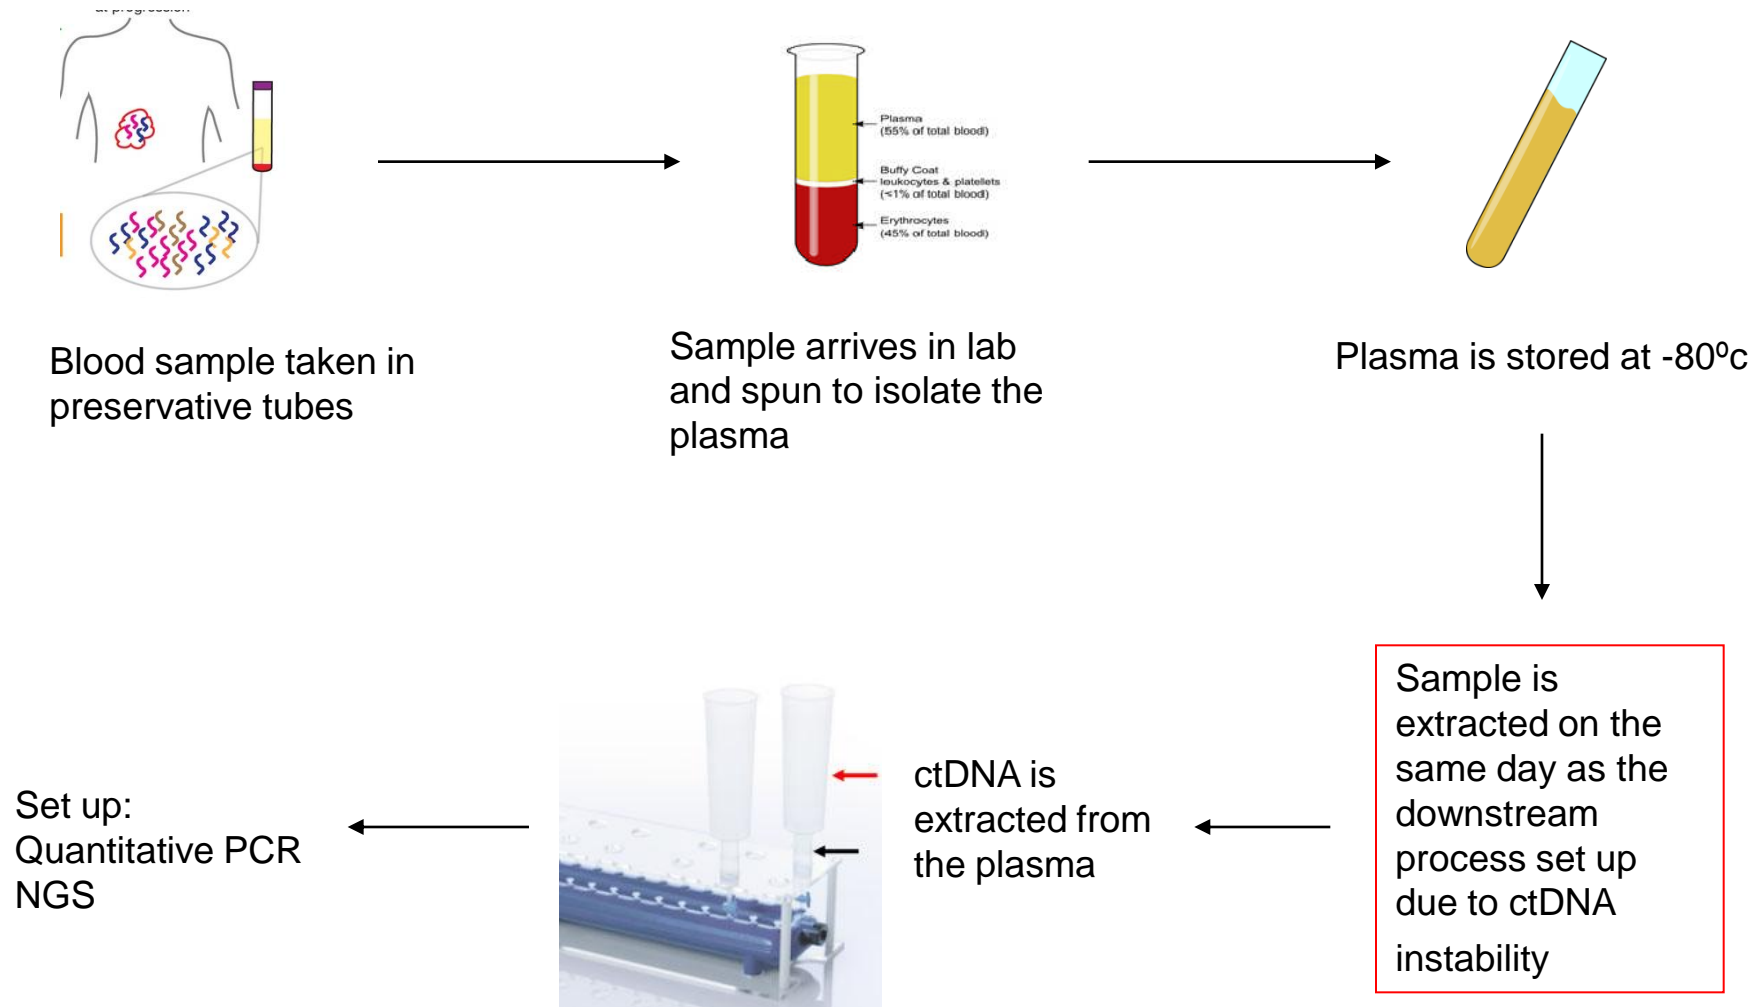 at progression
Plasma
(55% of total blood)
Buffy Coat
leukocytes & platelets
(<1% of total blood)
Erythrocytes
(45% of total blood)
Blood sample taken in
preservative tubes
Sample arrives in lab
and spun to isolate the
plasma
Plasma is stored at -80⁰c
Sample is
extracted on the
same day as the
downstream
process set up
due to ctDNA
instability
ctDNA is
extracted from
the plasma
Set up:
Quantitative PCR
NGS